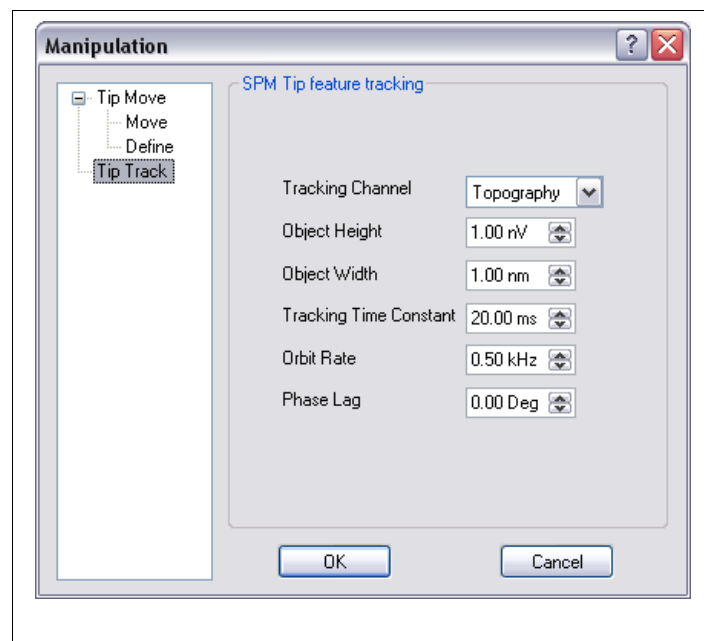 Manipulation
Tip Move
Move
Define
Tip Track
SPM Tip feature tracking
Tracking Channel Topography
Object Height 1.00 nV
Object Width 1.00 nm
Tracking Time Constant 20.00 ms
Orbit Rate 0.50 kHz
Phase Lag 0.00 Deg
OK Cancel